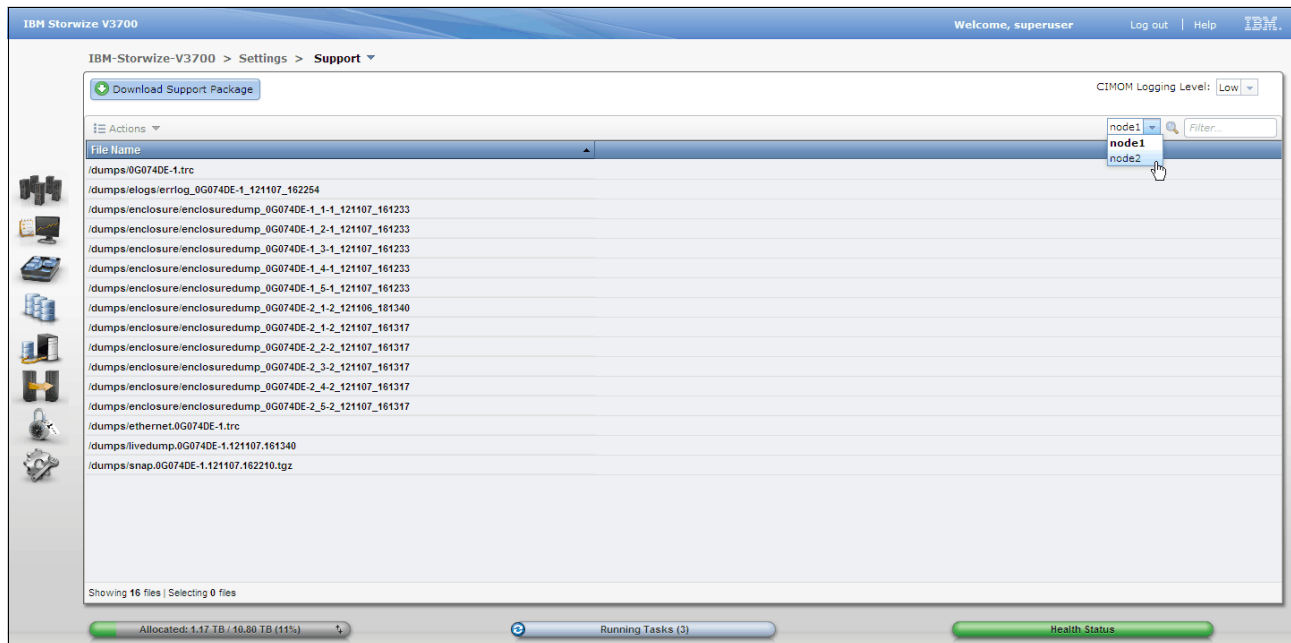 IBM Storwize V3700 Welcome, superuser Log out | Help IBM.
IBM-Storwize-V3700 > Settings > Support
Download Support Package CIMOM Logging Level: Low
Actions node1 Filter...
node1
node2
File Name
/dumps/0G074DE-1.trc
/dumps/elogs/errlog_0G074DE-1_121107_162254
/dumps/enclosure/enclosuredump_0G074DE-1_1-1_121107_161233
/dumps/enclosure/enclosuredump_0G074DE-1_2-1_121107_161233
/dumps/enclosure/enclosuredump_0G074DE-1_3-1_121107_161233
/dumps/enclosure/enclosuredump_0G074DE-1_4-1_121107_161233
/dumps/enclosure/enclosuredump_0G074DE-1_5-1_121107_161233
/dumps/enclosure/enclosuredump_0G074DE-2_1-2_121106_181340
/dumps/enclosure/enclosuredump_0G074DE-2_1-2_121107_161317
/dumps/enclosure/enclosuredump_0G074DE-2_2-2_121107_161317
/dumps/enclosure/enclosuredump_0G074DE-2_3-2_121107_161317
/dumps/enclosure/enclosuredump_0G074DE-2_4-2_121107_161317
/dumps/enclosure/enclosuredump_0G074DE-2_5-2_121107_161317
/dumps/ethernet.0G074DE-1.trc
/dumps/livedump.0G074DE-1.121107.161340
/dumps/snap.0G074DE-1.121107.162210.tgz
Showing 16 files | Selecting 0 files
Allocated: 1.17 TB / 10.80 TB (11%) Running Tasks (3) Health Status